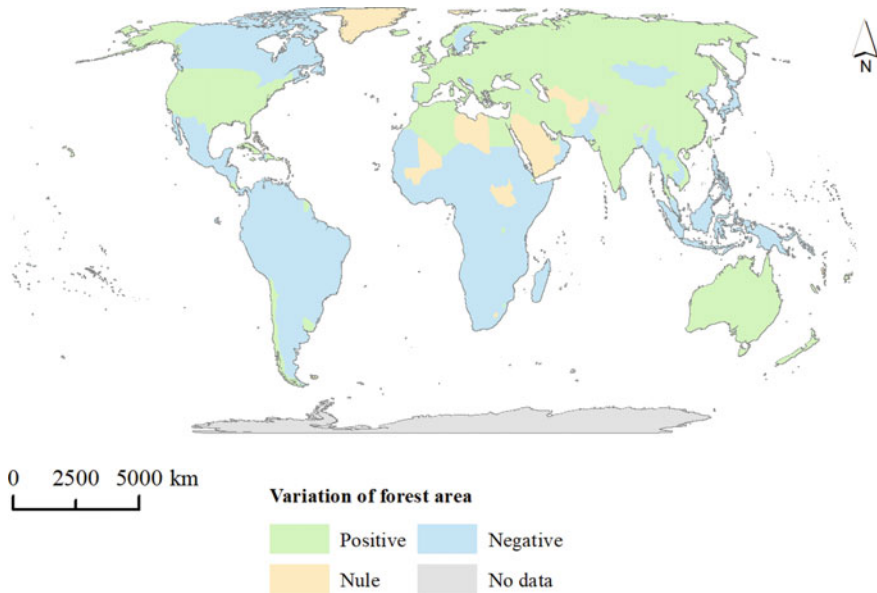 N
0 2500 5000 km
Variation of forest area
Positive Negative
Nule No data